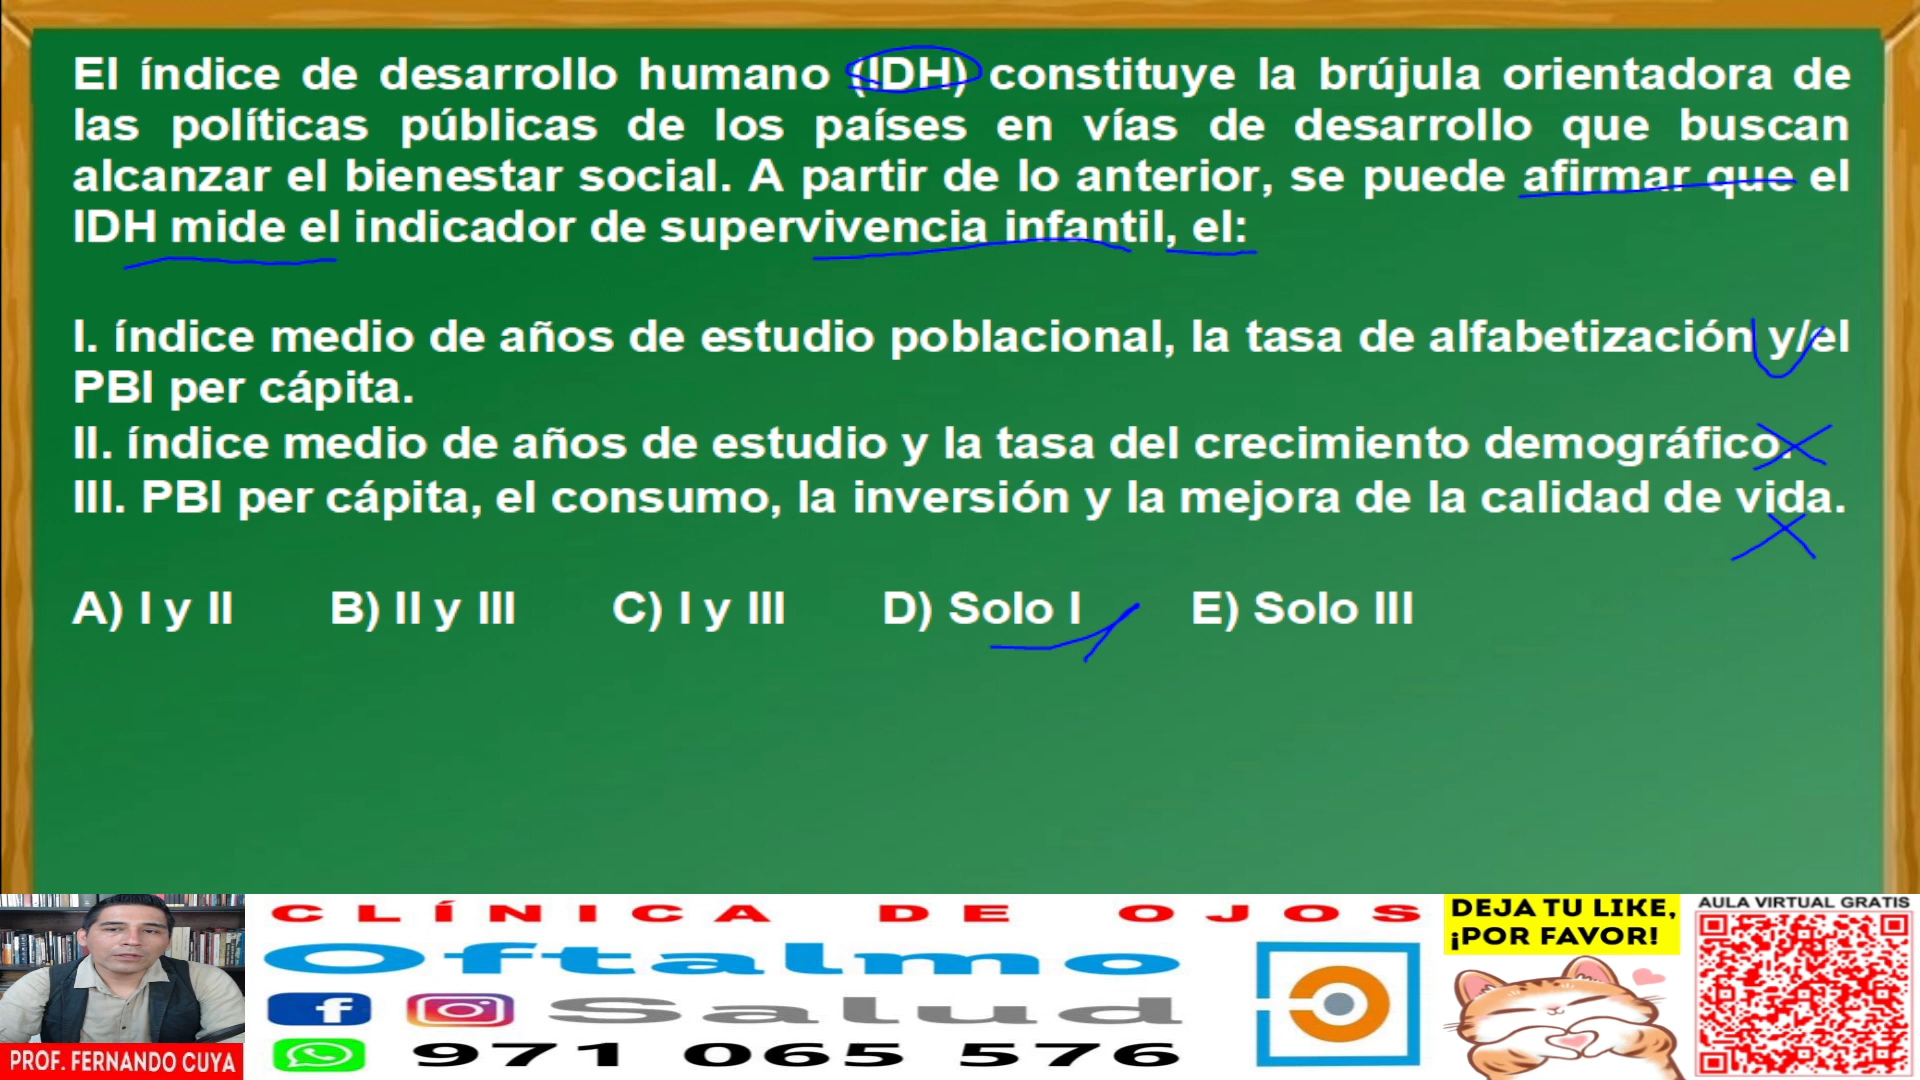 El índice de desarrollo humano (IDH) constituye la brújula orientadora de
las políticas públicas de los países en vías de desarrollo que buscan
alcanzar el bienestar social. A partir de lo anterior, se puede afirmar que el
IDH mide el indicador de supervivencia infantil, el:
I. índice medio de años de estudio poblacional, la tasa de alfabetización y/el
PBI per cápita.
II. índice medio de años de estudio y la tasa del crecimiento demográfico.
III. PBI per cápita, el consumo, la inversión y la mejora de la calidad de vida.
A) I y II B) II y III C) I y III D) Solo I E) Solo III
PROF. FERNANDO CUYA
CLÍNICA DE OJOS
Oftalmo
Salud
971 065 576
DEJA TU LIKE,
¡POR FAVOR!
AULA VIRTUAL GRATIS